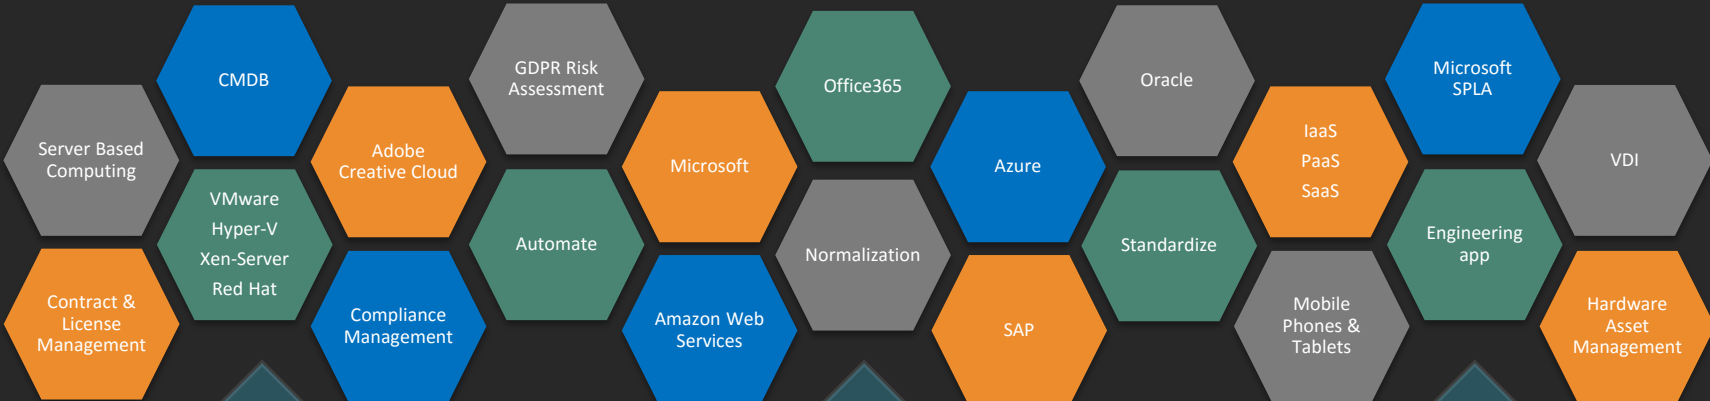 CMDB
GDPR Risk
Assessment
Office365
Oracle
Microsoft
SPLA
Server Based
Computing
Adobe
Creative Cloud
Microsoft
Azure
IaaS
PaaS
SaaS
VDI
VMware
Hyper-V
Xen-Server
Red Hat
Automate
Normalization
Standardize
Engineering
app
Contract &
License
Management
Compliance
Management
Amazon Web
Services
SAP
Mobile
Phones &
Tablets
Hardware
Asset
Management